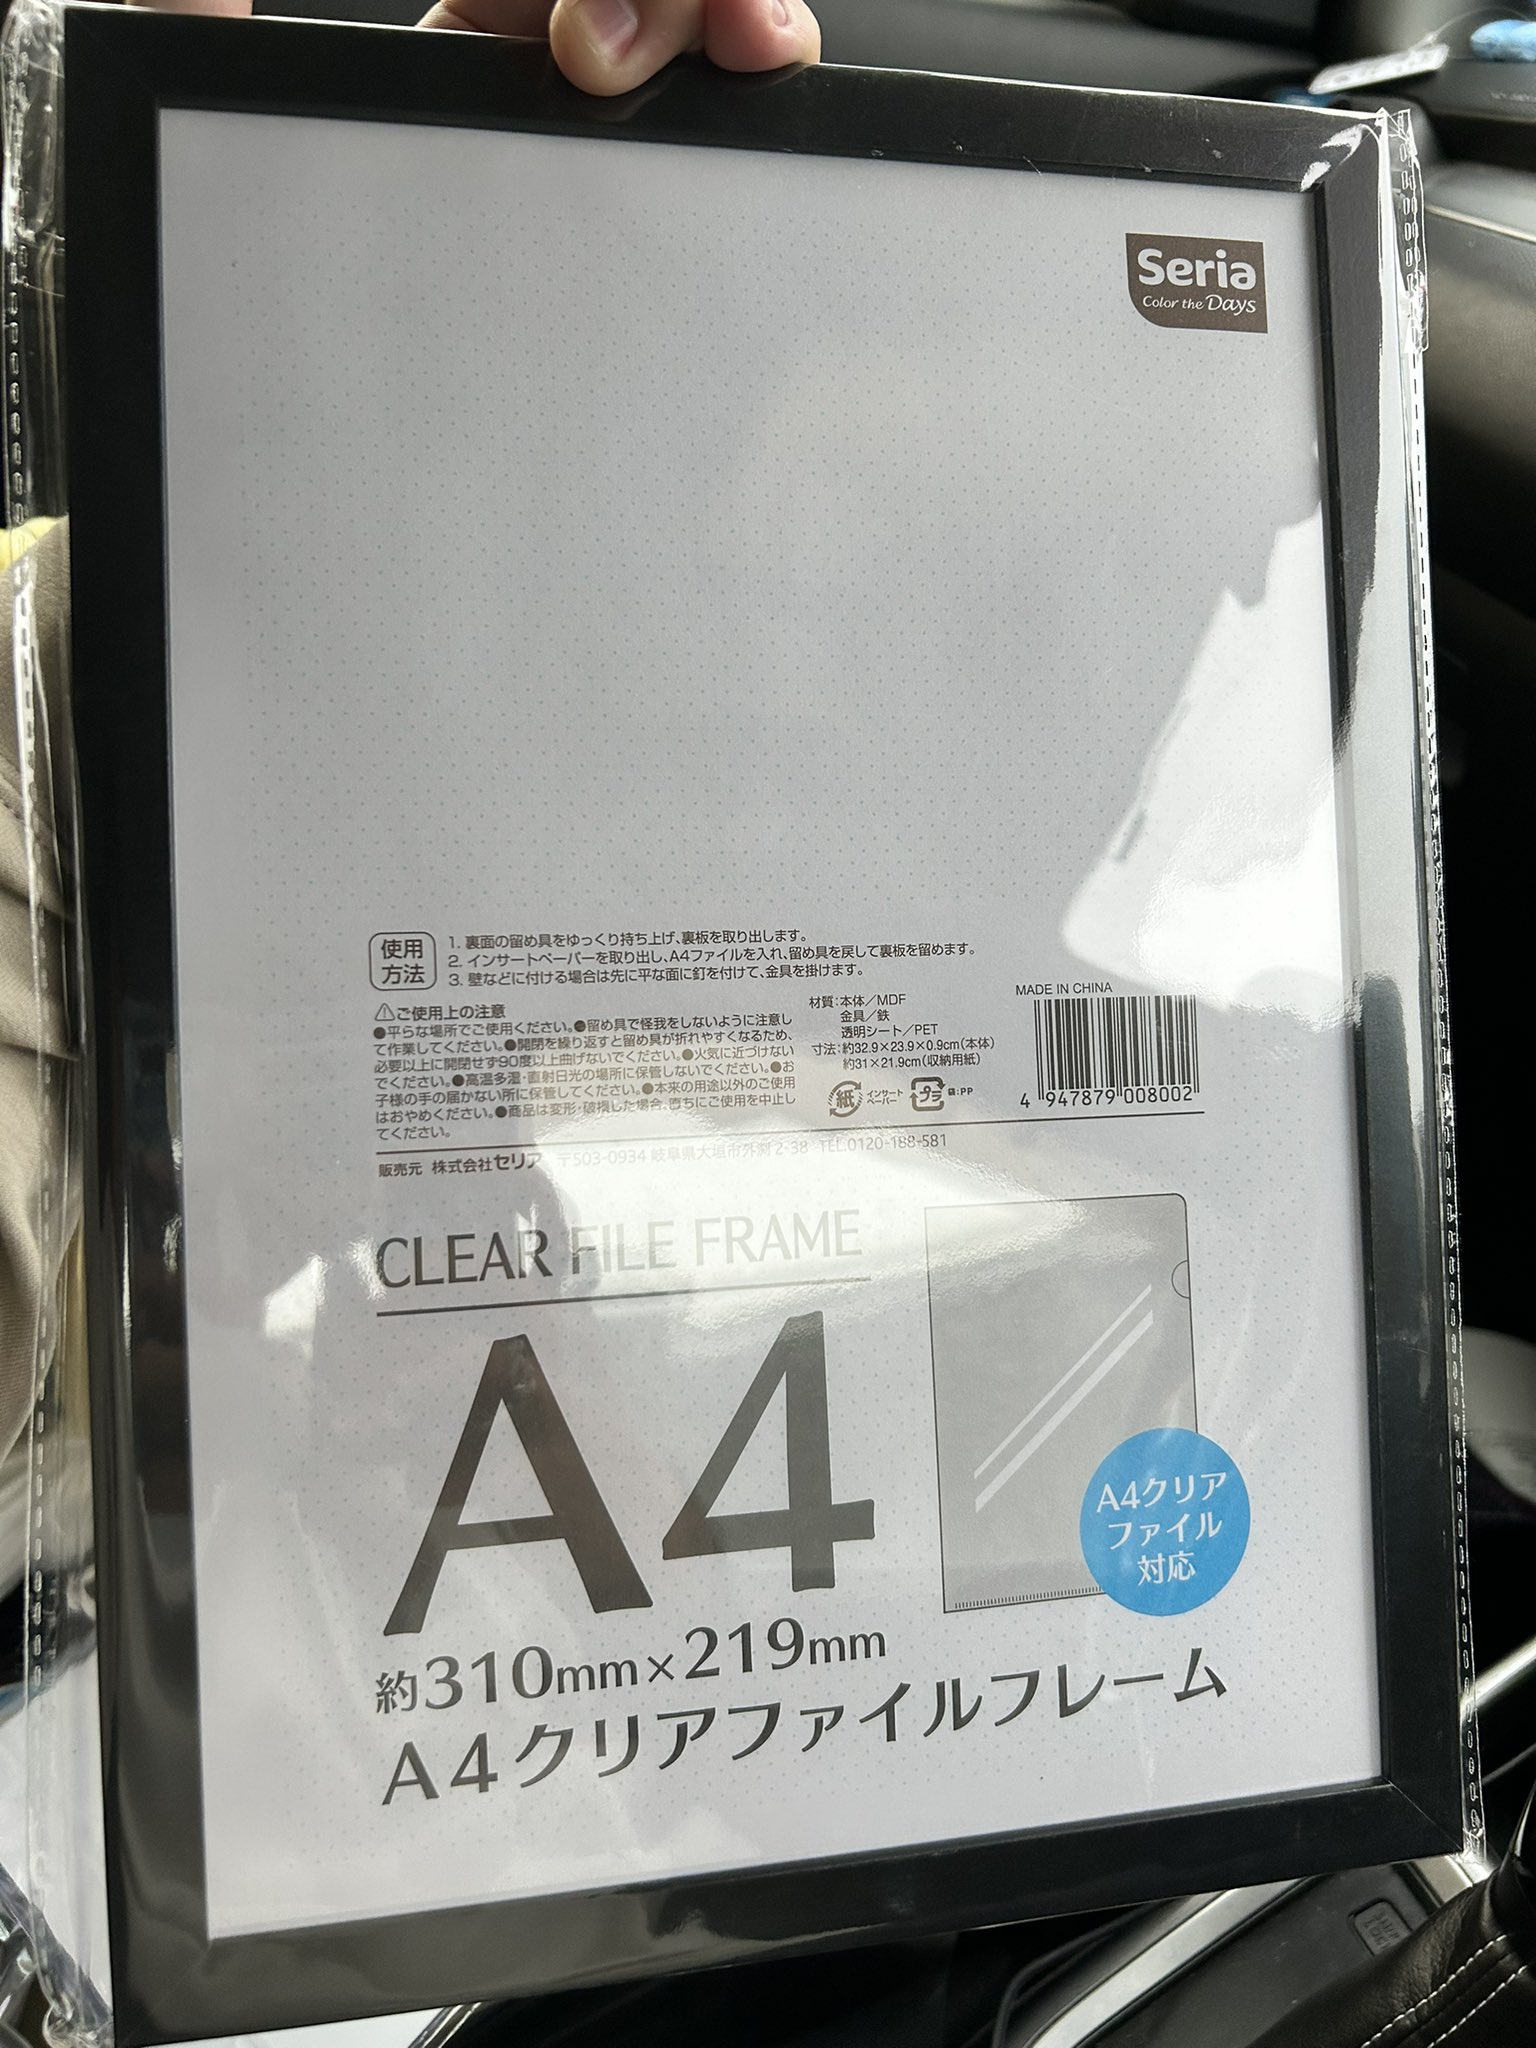 Seria
Color the Days
使用
方法
1. 裏面の留め具をゆっくり持ち上げ、裏板を取り出します。
2. インサートペーパーを取り出し、A4ファイルを入れ、留め具を戻して裏板を留めます。
3. 壁などに付ける場合は先に平な面に釘を付けて、金具を掛けます。
⚠ご使用上の注意
●平らな場所でご使用ください。●留め具で怪我をしないように注意し
て作業してください。●開閉を繰り返すと留め具が折れやすくなるため、
必要以上に開閉せず90度以上曲げないでください。●火気に近づけない
でください。●高温多湿・直射日光の場所に保管しないでください。●お
子様の手の届かない所に保管してください。●本来の用途以外のご使用
はおやめください。●商品は変形・破損した場合、直ちにご使用を中止し
てください。
材質:本体/MDF
金具/鉄
透明シート/PET
寸法:約32.9×23.9×0.9cm(本体)
約31×21.9cm(収納用紙)
紙 インサート
ペーパー
プラ 袋:PP
MADE IN CHINA
4 947879 008002
販売元 株式会社セリア 〒503-0934 岐阜県大垣市外渕2-38 TEL.0120-188-581
CLEAR FILE FRAME
A4
A4クリア
ファイル
対応
約310mm×219mm
A4クリアファイルフレーム